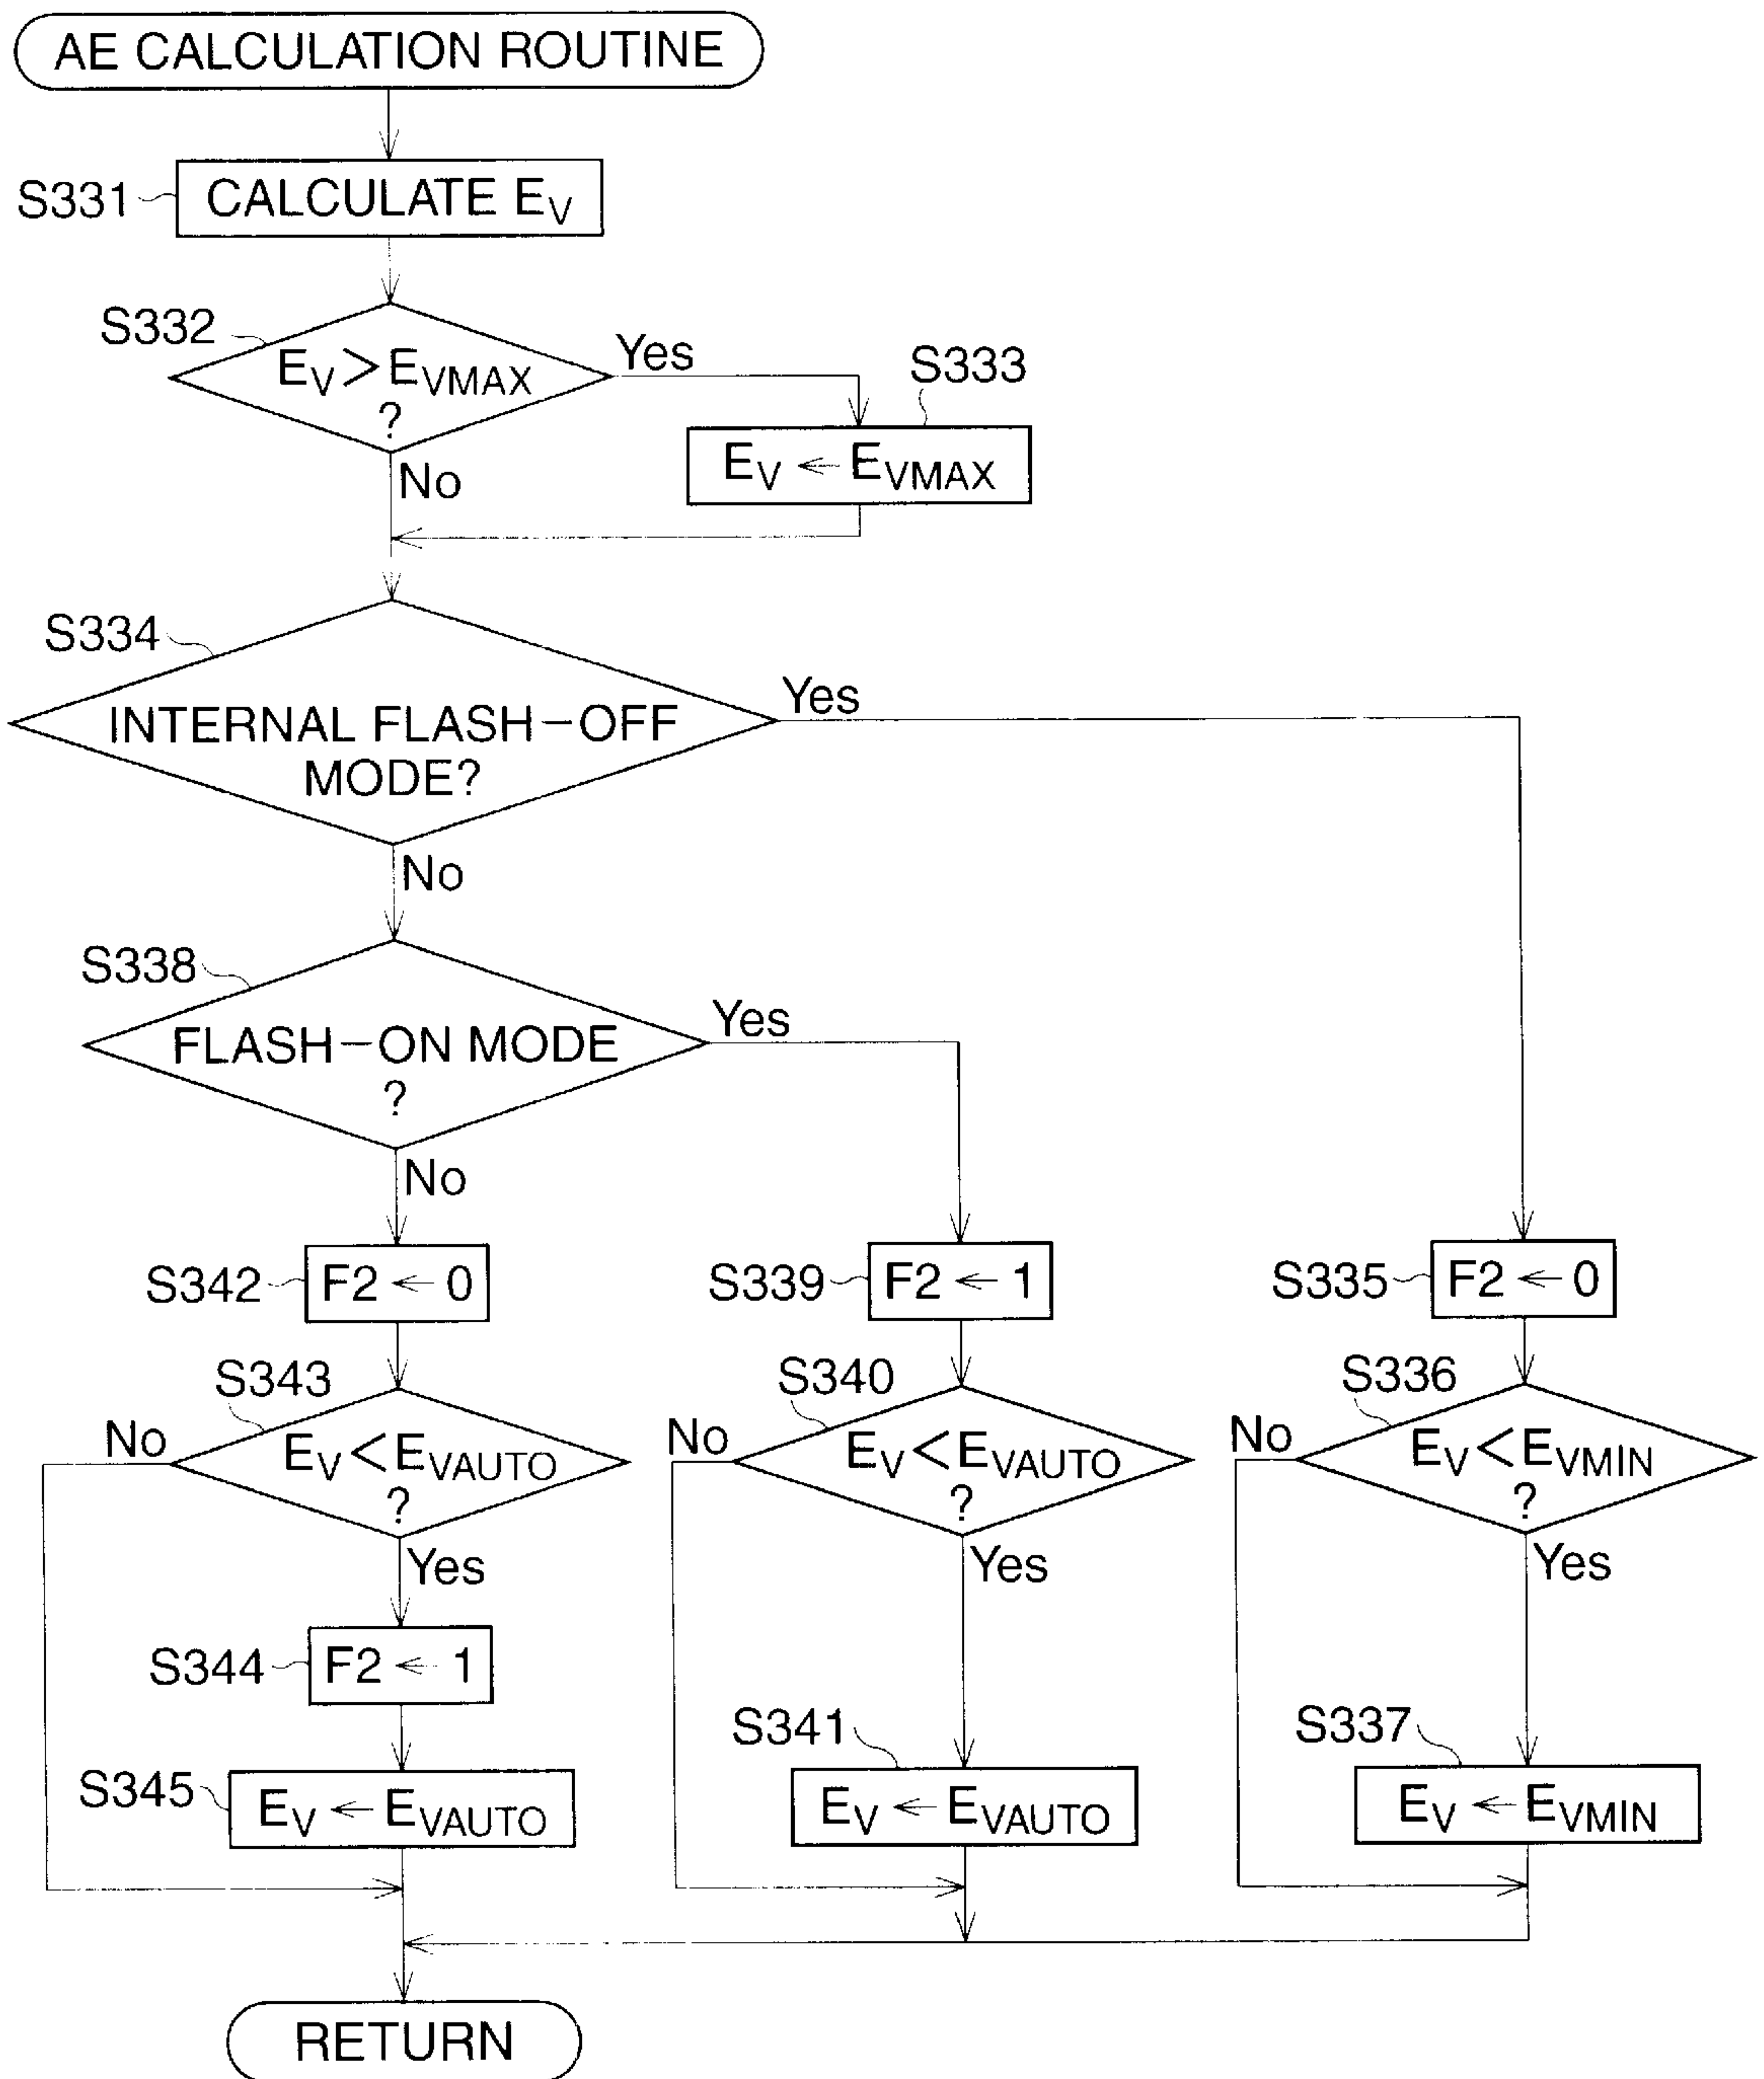 AE CALCULATION ROUTINE
S331
CALCULATE EV
S332
EV > EVMAX
?
Yes
No
S333
EV ← EVMAX
S334
INTERNAL FLASH-OFF
MODE?
Yes
No
S338
FLASH-ON MODE
?
Yes
No
S342
F2 ← 0
S339
F2 ← 1
S335
F2 ← 0
S343
EV < EVAUTO
?
No
Yes
S340
EV < EVAUTO
?
No
Yes
S336
EV < EVMIN
?
No
Yes
S344
F2 ← 1
S345
EV ← EVAUTO
S341
EV ← EVAUTO
S337
EV ← EVMIN
RETURN